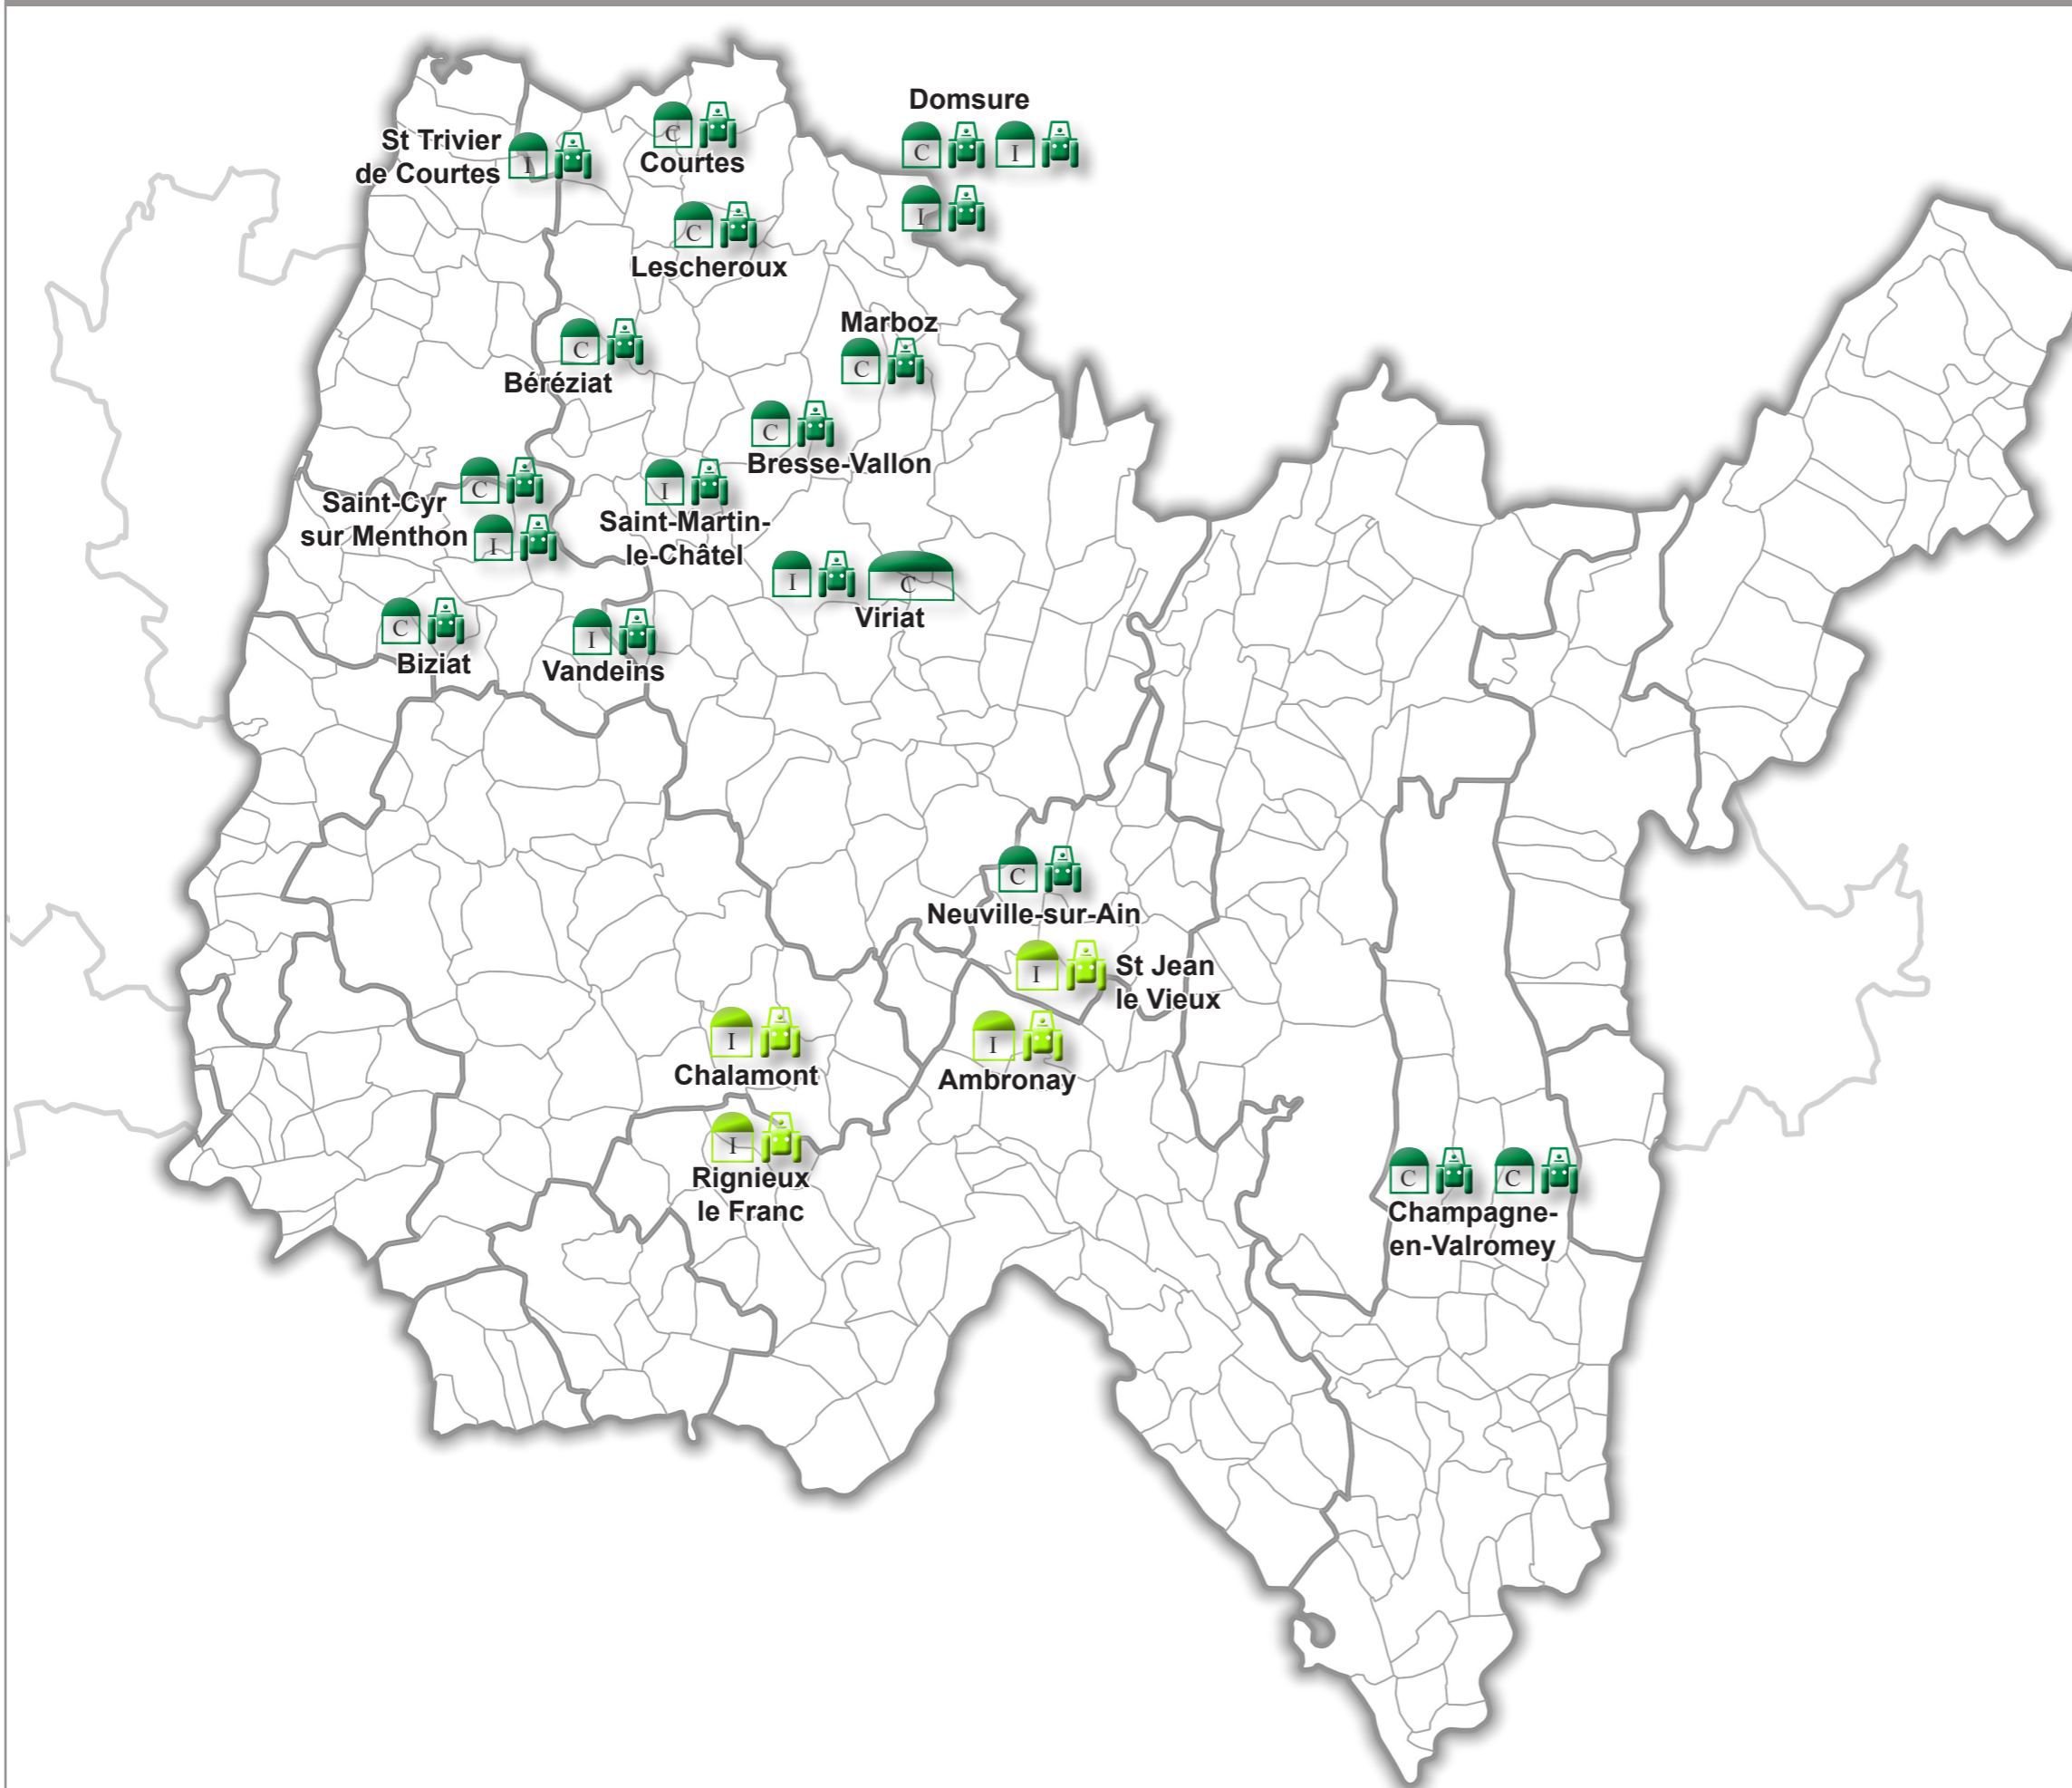 Domsure
C
I
I
St Trivier
de Courtes
I
C
Courtes
C
Lescheroux
Marboz
C
C
Béréziat
C
Bresse-Vallon
C
Saint-Cyr
sur Menthon
I
I
Saint-Martin-
le-Châtel
I
C
Viriat
C
Biziat
I
Vandeins
C
Neuville-sur-Ain
I
St Jean
le Vieux
I
Chalamont
I
Ambronay
I
Rignieux
le Franc
C
C
Champagne-
en-Valromey